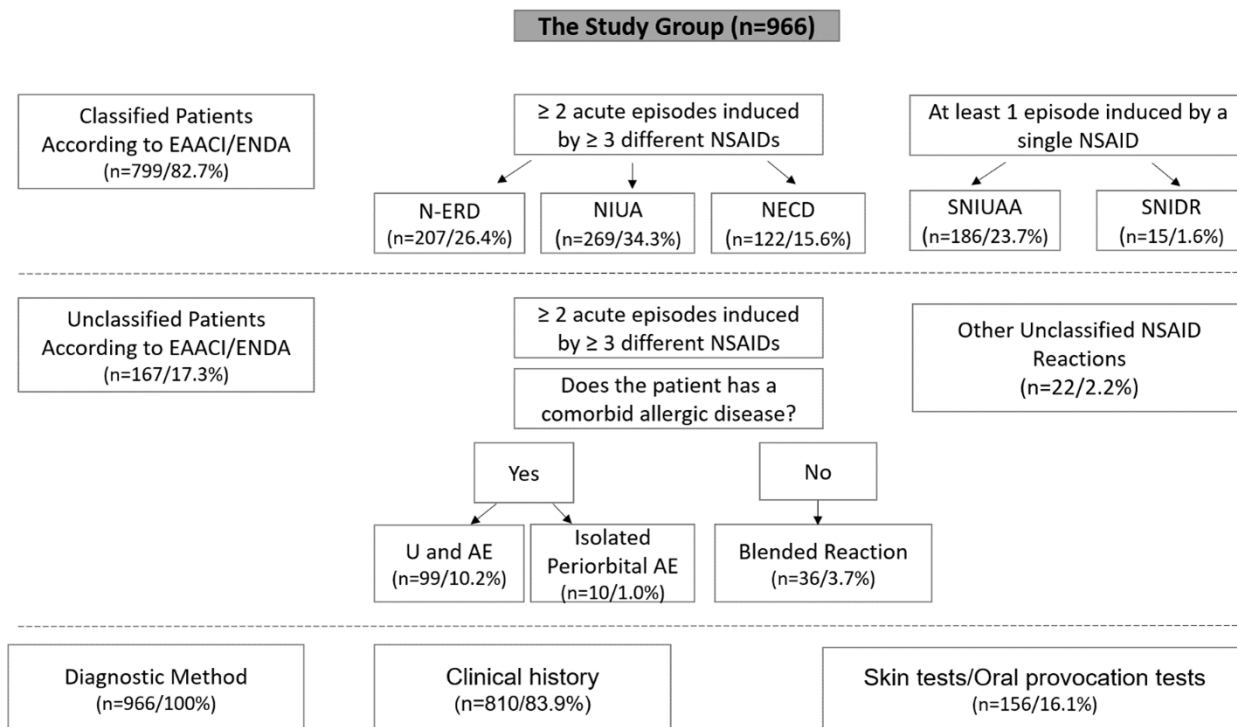 The Study Group (n=966)
Classified Patients
According to EAACI/ENDA
(n=799/82.7%)
≥ 2 acute episodes induced
by ≥ 3 different NSAIDs
At least 1 episode induced by a
single NSAID
N-ERD
(n=207/26.4%)
NIUA
(n=269/34.3%)
NECD
(n=122/15.6%)
SNIUAA
(n=186/23.7%)
SNIDR
(n=15/1.6%)
Unclassified Patients
According to EAACI/ENDA
(n=167/17.3%)
≥ 2 acute episodes induced
by ≥ 3 different NSAIDs
Other Unclassified NSAID
Reactions
(n=22/2.2%)
Does the patient has a
comorbid allergic disease?
Yes
No
U and AE
(n=99/10.2%)
Isolated
Periorbital AE
(n=10/1.0%)
Blended Reaction
(n=36/3.7%)
Diagnostic Method
(n=966/100%)
Clinical history
(n=810/83.9%)
Skin tests/Oral provocation tests
(n=156/16.1%)